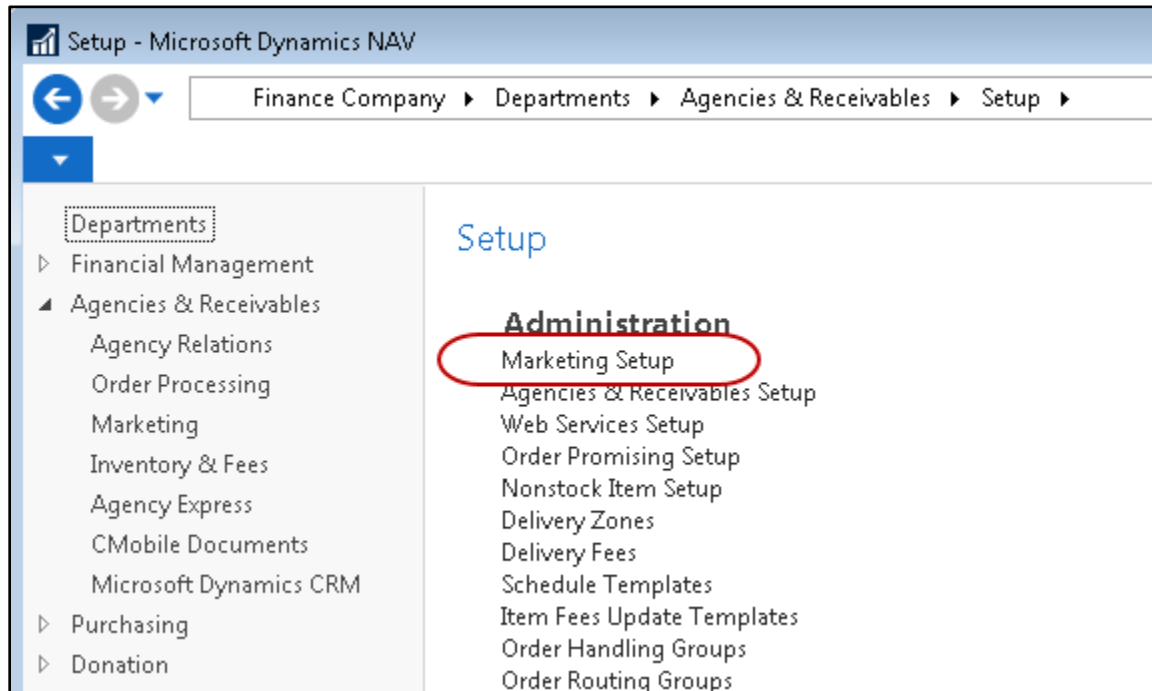 Setup - Microsoft Dynamics NAV
Finance Company ▸ Departments ▸ Agencies & Receivables ▸ Setup ▸
Departments
Financial Management
Agencies & Receivables
Agency Relations
Order Processing
Marketing
Inventory & Fees
Agency Express
CMobile Documents
Microsoft Dynamics CRM
Purchasing
Donation
Setup
Administration
Marketing Setup
Agencies & Receivables Setup
Web Services Setup
Order Promising Setup
Nonstock Item Setup
Delivery Zones
Delivery Fees
Schedule Templates
Item Fees Update Templates
Order Handling Groups
Order Routing Groups